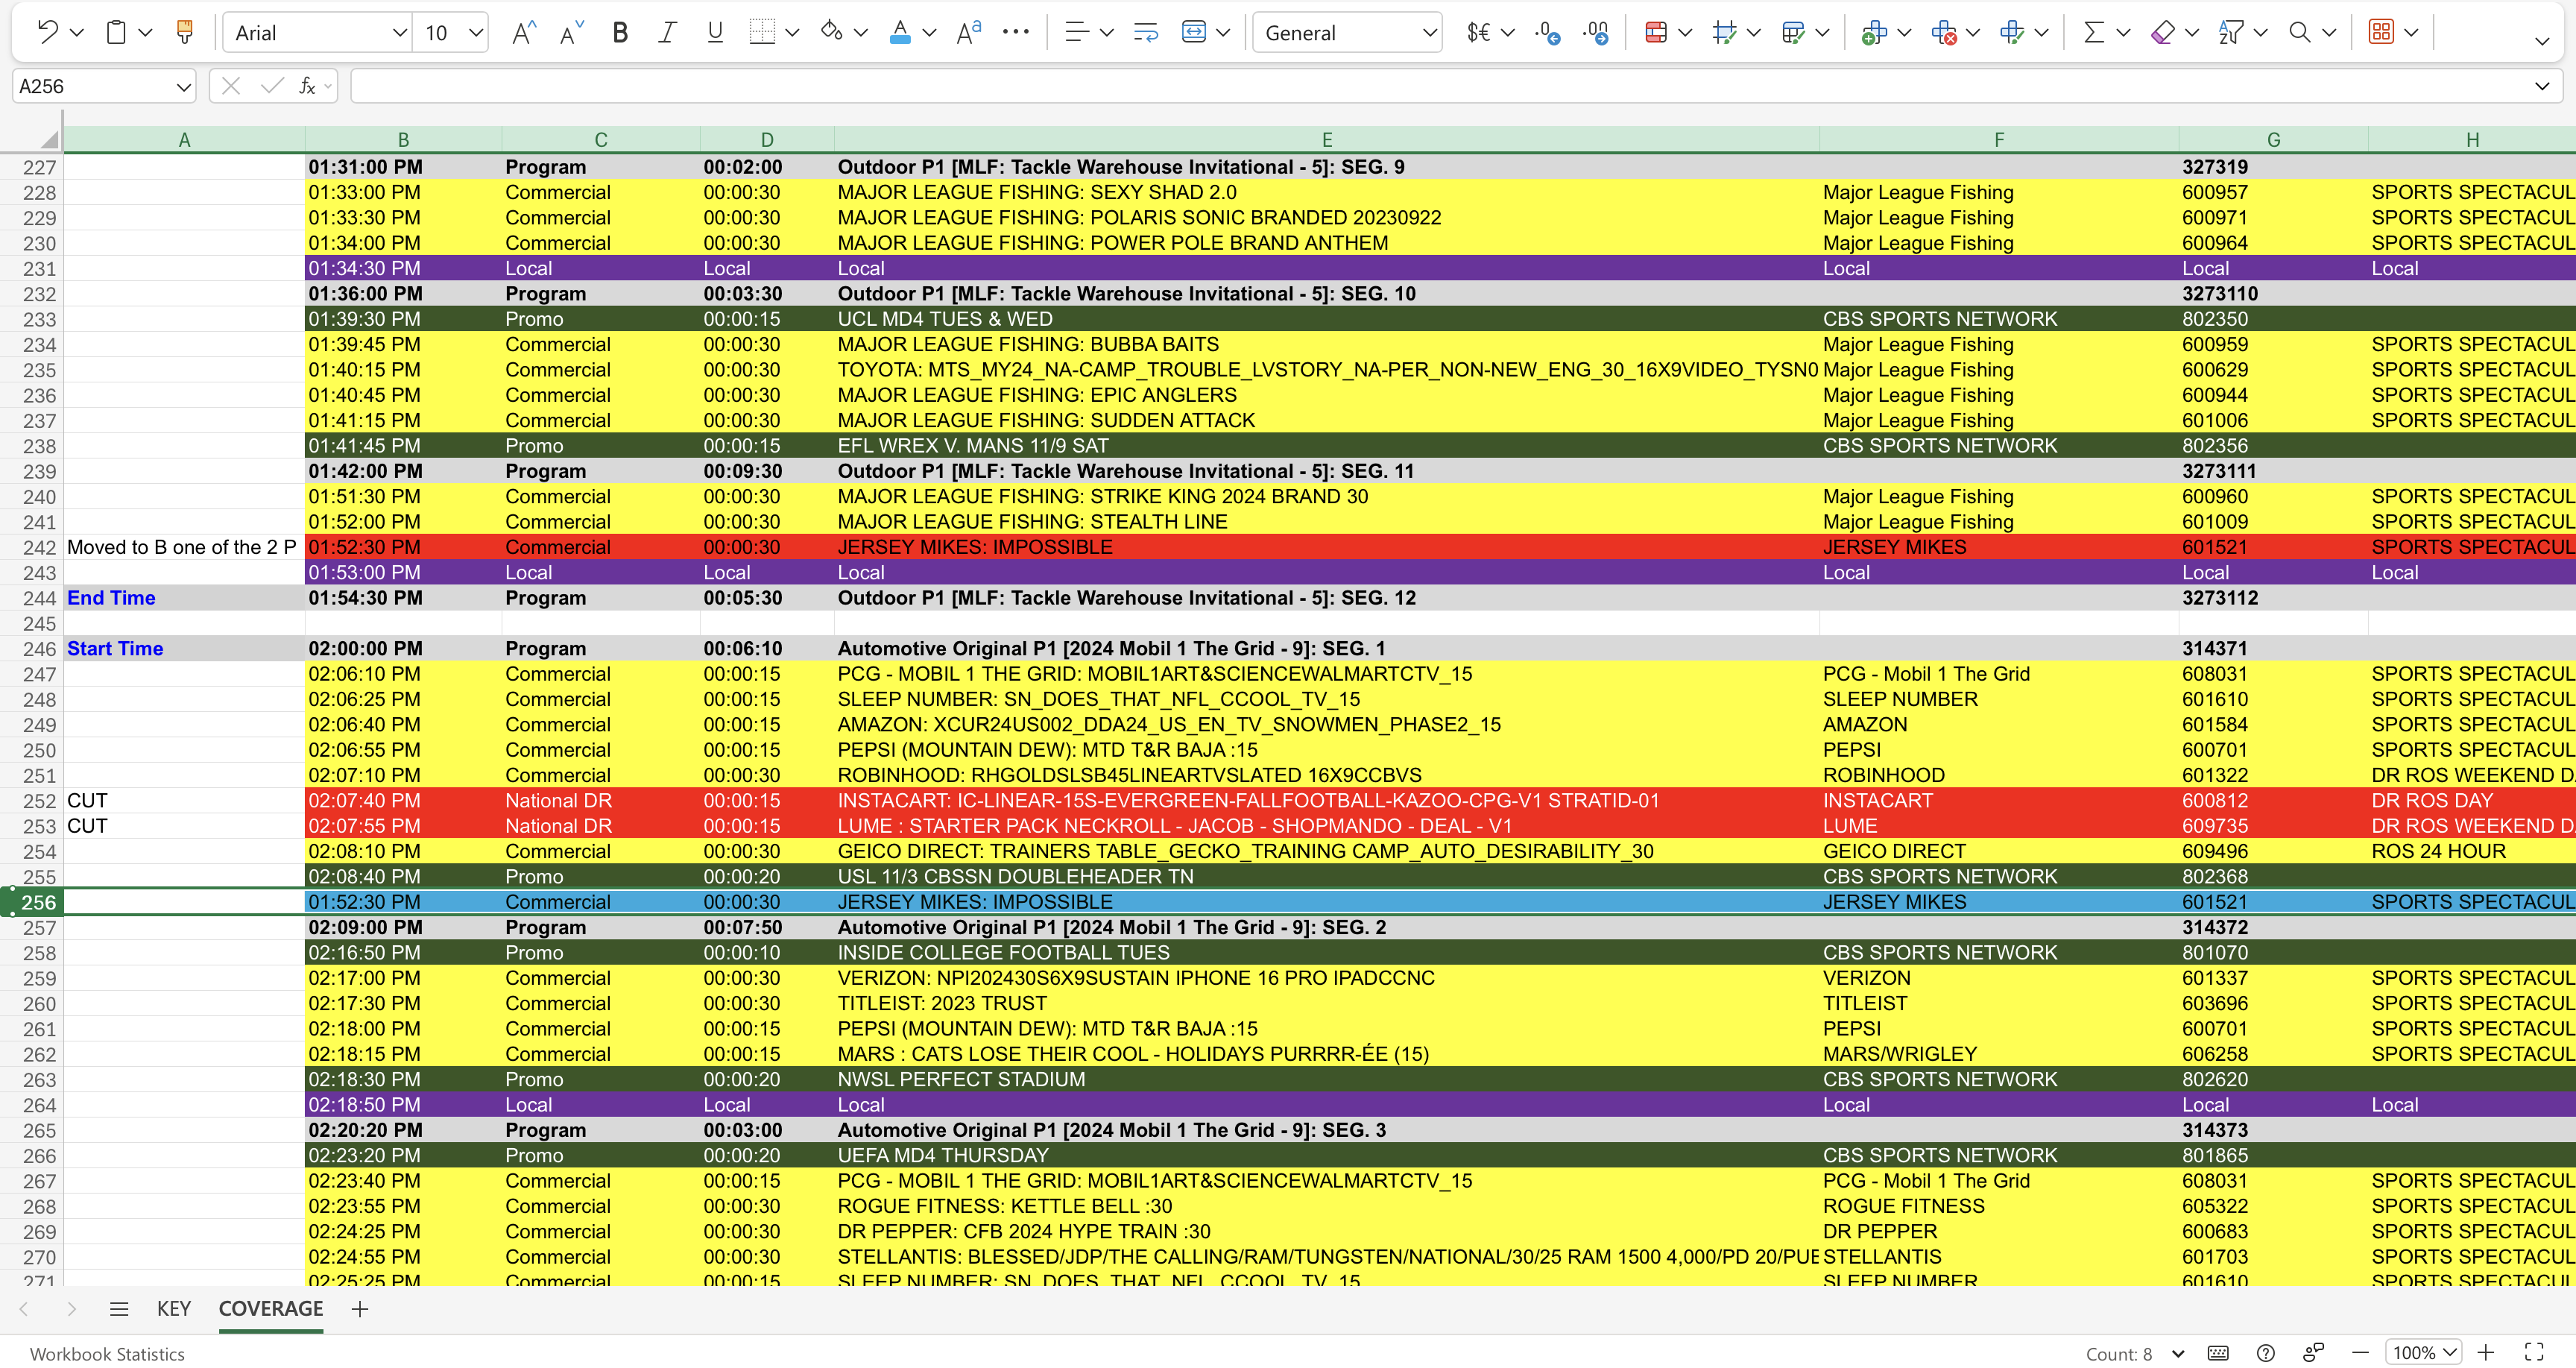 Arial 10 General $€
A256 fx
A B C D E F G H
227 01:31:00 PM Program 00:02:00 Outdoor P1 [MLF: Tackle Warehouse Invitational - 5]: SEG. 9 327319
228 01:33:00 PM Commercial 00:00:30 MAJOR LEAGUE FISHING: SEXY SHAD 2.0 Major League Fishing 600957 SPORTS SPECTACUL
229 01:33:30 PM Commercial 00:00:30 MAJOR LEAGUE FISHING: POLARIS SONIC BRANDED 20230922 Major League Fishing 600971 SPORTS SPECTACUL
230 01:34:00 PM Commercial 00:00:30 MAJOR LEAGUE FISHING: POWER POLE BRAND ANTHEM Major League Fishing 600964 SPORTS SPECTACUL
231 01:34:30 PM Local Local Local Local Local Local
232 01:36:00 PM Program 00:03:30 Outdoor P1 [MLF: Tackle Warehouse Invitational - 5]: SEG. 10 3273110
233 01:39:30 PM Promo 00:00:15 UCL MD4 TUES & WED CBS SPORTS NETWORK 802350
234 01:39:45 PM Commercial 00:00:30 MAJOR LEAGUE FISHING: BUBBA BAITS Major League Fishing 600959 SPORTS SPECTACUL
235 01:40:15 PM Commercial 00:00:30 TOYOTA: MTS_MY24_NA-CAMP_TROUBLE_LVSTORY_NA-PER_NON-NEW_ENG_30_16X9VIDEO_TYSN0 Major League Fishing 600629 SPORTS SPECTACUL
236 01:40:45 PM Commercial 00:00:30 MAJOR LEAGUE FISHING: EPIC ANGLERS Major League Fishing 600944 SPORTS SPECTACUL
237 01:41:15 PM Commercial 00:00:30 MAJOR LEAGUE FISHING: SUDDEN ATTACK Major League Fishing 601006 SPORTS SPECTACUL
238 01:41:45 PM Promo 00:00:15 EFL WREX V. MANS 11/9 SAT CBS SPORTS NETWORK 802356
239 01:42:00 PM Program 00:09:30 Outdoor P1 [MLF: Tackle Warehouse Invitational - 5]: SEG. 11 3273111
240 01:51:30 PM Commercial 00:00:30 MAJOR LEAGUE FISHING: STRIKE KING 2024 BRAND 30 Major League Fishing 600960 SPORTS SPECTACUL
241 01:52:00 PM Commercial 00:00:30 MAJOR LEAGUE FISHING: STEALTH LINE Major League Fishing 601009 SPORTS SPECTACUL
242 Moved to B one of the 2 P 01:52:30 PM Commercial 00:00:30 JERSEY MIKES: IMPOSSIBLE JERSEY MIKES 601521 SPORTS SPECTACUL
243 01:53:00 PM Local Local Local Local Local Local
244 End Time 01:54:30 PM Program 00:05:30 Outdoor P1 [MLF: Tackle Warehouse Invitational - 5]: SEG. 12 3273112
245
246 Start Time 02:00:00 PM Program 00:06:10 Automotive Original P1 [2024 Mobil 1 The Grid - 9]: SEG. 1 314371
247 02:06:10 PM Commercial 00:00:15 PCG - MOBIL 1 THE GRID: MOBIL1ART&SCIENCEWALMARTCTV_15 PCG - Mobil 1 The Grid 608031 SPORTS SPECTACUL
248 02:06:25 PM Commercial 00:00:15 SLEEP NUMBER: SN_DOES_THAT_NFL_CCOOL_TV_15 SLEEP NUMBER 601610 SPORTS SPECTACUL
249 02:06:40 PM Commercial 00:00:15 AMAZON: XCUR24US002_DDA24_US_EN_TV_SNOWMEN_PHASE2_15 AMAZON 601584 SPORTS SPECTACUL
250 02:06:55 PM Commercial 00:00:15 PEPSI (MOUNTAIN DEW): MTD T&R BAJA :15 PEPSI 600701 SPORTS SPECTACUL
251 02:07:10 PM Commercial 00:00:30 ROBINHOOD: RHGOLDSLSB45LINEARTVSLATED 16X9CCBVS ROBINHOOD 601322 DR ROS WEEKEND D
252 CUT 02:07:40 PM National DR 00:00:15 INSTACART: IC-LINEAR-15S-EVERGREEN-FALLFOOTBALL-KAZOO-CPG-V1 STRATID-01 INSTACART 600812 DR ROS DAY
253 CUT 02:07:55 PM National DR 00:00:15 LUME : STARTER PACK NECKROLL - JACOB - SHOPMANDO - DEAL - V1 LUME 609735 DR ROS WEEKEND D
254 02:08:10 PM Commercial 00:00:30 GEICO DIRECT: TRAINERS TABLE_GECKO_TRAINING CAMP_AUTO_DESIRABILITY_30 GEICO DIRECT 609496 ROS 24 HOUR
255 02:08:40 PM Promo 00:00:20 USL 11/3 CBSSN DOUBLEHEADER TN CBS SPORTS NETWORK 802368
256 01:52:30 PM Commercial 00:00:30 JERSEY MIKES: IMPOSSIBLE JERSEY MIKES 601521 SPORTS SPECTACUL
257 02:09:00 PM Program 00:07:50 Automotive Original P1 [2024 Mobil 1 The Grid - 9]: SEG. 2 314372
258 02:16:50 PM Promo 00:00:10 INSIDE COLLEGE FOOTBALL TUES CBS SPORTS NETWORK 801070
259 02:17:00 PM Commercial 00:00:30 VERIZON: NPI202430S6X9SUSTAIN IPHONE 16 PRO IPADCCNC VERIZON 601337 SPORTS SPECTACUL
260 02:17:30 PM Commercial 00:00:30 TITLEIST: 2023 TRUST TITLEIST 603696 SPORTS SPECTACUL
261 02:18:00 PM Commercial 00:00:15 PEPSI (MOUNTAIN DEW): MTD T&R BAJA :15 PEPSI 600701 SPORTS SPECTACUL
262 02:18:15 PM Commercial 00:00:15 MARS : CATS LOSE THEIR COOL - HOLIDAYS PURRRR-ÉE (15) MARS/WRIGLEY 606258 SPORTS SPECTACUL
263 02:18:30 PM Promo 00:00:20 NWSL PERFECT STADIUM CBS SPORTS NETWORK 802620
264 02:18:50 PM Local Local Local Local Local Local
265 02:20:20 PM Program 00:03:00 Automotive Original P1 [2024 Mobil 1 The Grid - 9]: SEG. 3 314373
266 02:23:20 PM Promo 00:00:20 UEFA MD4 THURSDAY CBS SPORTS NETWORK 801865
267 02:23:40 PM Commercial 00:00:15 PCG - MOBIL 1 THE GRID: MOBIL1ART&SCIENCEWALMARTCTV_15 PCG - Mobil 1 The Grid 608031 SPORTS SPECTACUL
268 02:23:55 PM Commercial 00:00:30 ROGUE FITNESS: KETTLE BELL :30 ROGUE FITNESS 605322 SPORTS SPECTACUL
269 02:24:25 PM Commercial 00:00:30 DR PEPPER: CFB 2024 HYPE TRAIN :30 DR PEPPER 600683 SPORTS SPECTACUL
270 02:24:55 PM Commercial 00:00:30 STELLANTIS: BLESSED/JDP/THE CALLING/RAM/TUNGSTEN/NATIONAL/30/25 RAM 1500 4,000/PD 20/PUE STELLANTIS 601703 SPORTS SPECTACUL
271 02:25:25 PM Commercial 00:00:15 SLEEP NUMBER: SN_DOES_THAT_NFL_CCOOL_TV_15 SLEEP NUMBER 601610 SPORTS SPECTACUL
KEY COVERAGE
Workbook Statistics Count: 8 100%